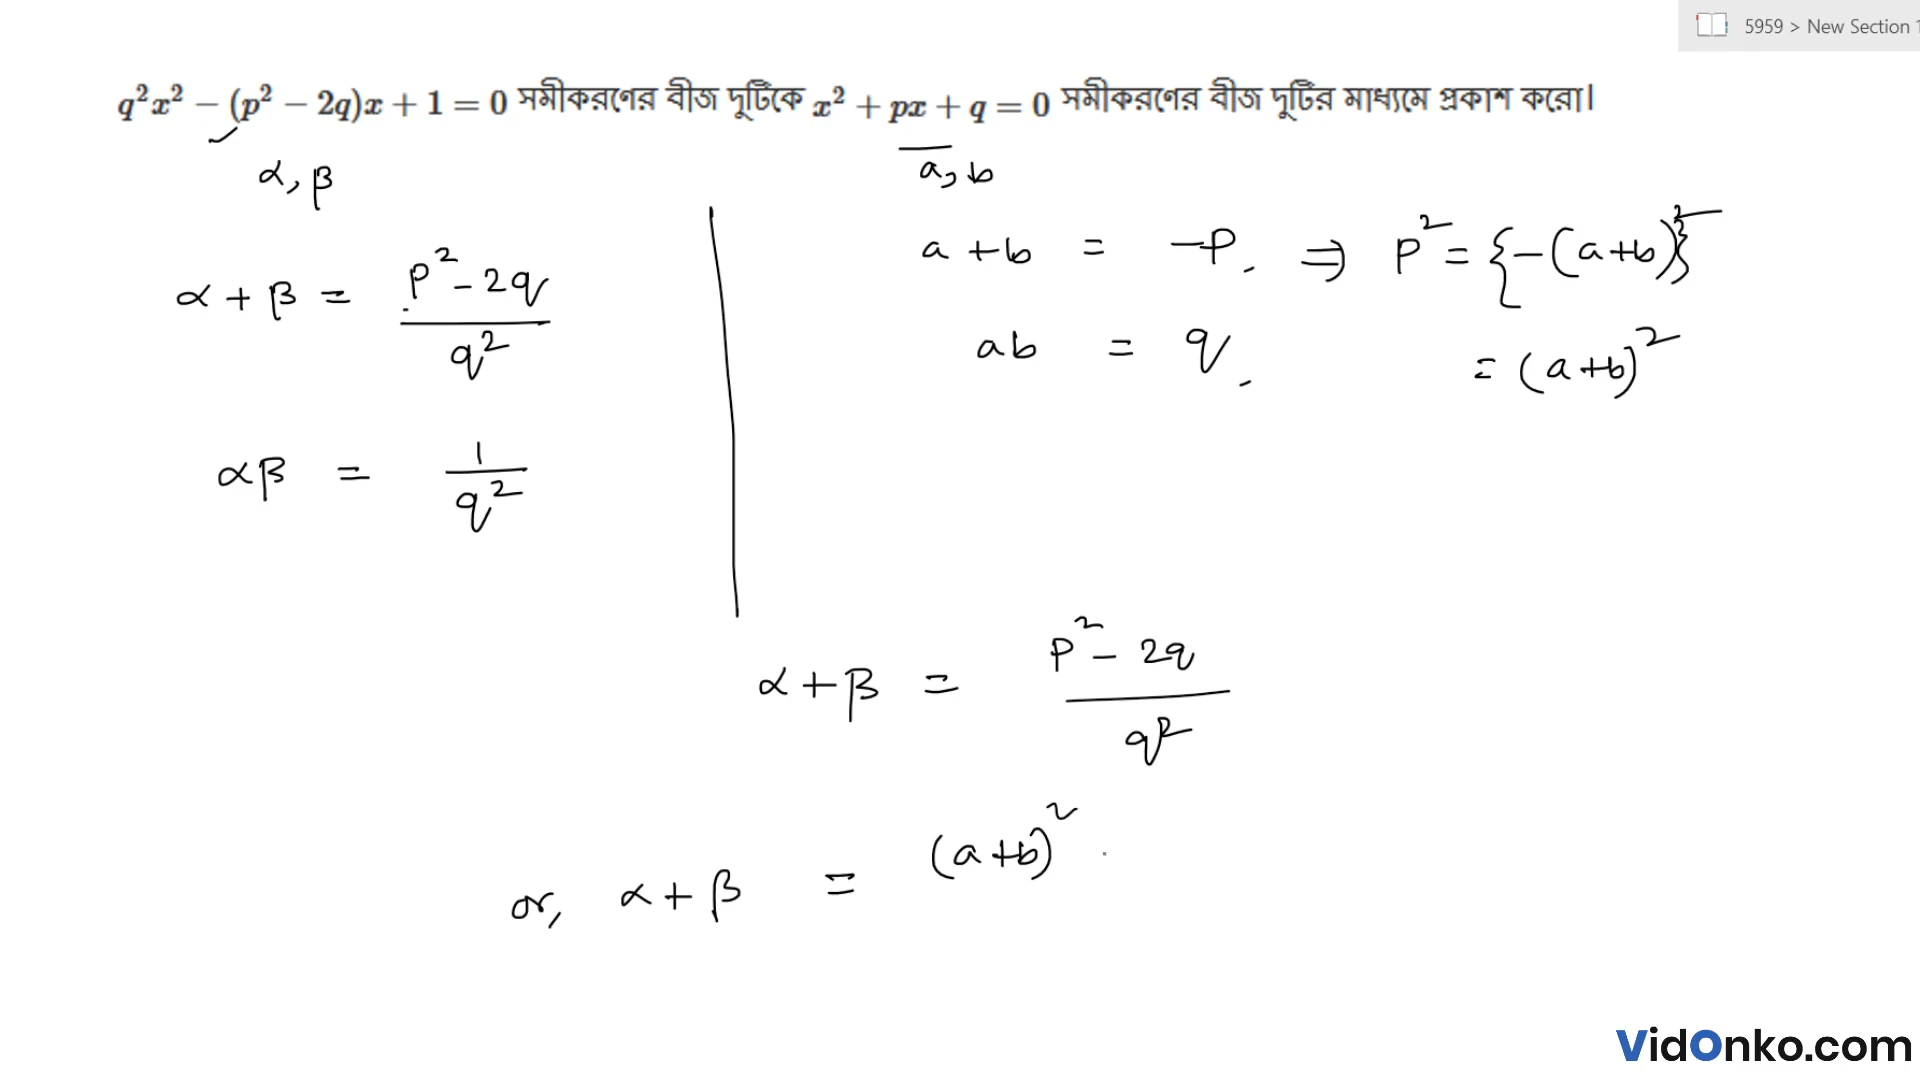 5959 > New Section 1
q²x² − (p² − 2q)x + 1 = 0 সমীকরণের বীজ দুটিকে x² + px + q = 0 সমীকরণের বীজ দুটির মাধ্যমে প্রকাশ করো।
α, β
a, b
α + β = (p² − 2q)/q²
αβ = 1/q²
a + b = −p. ⇒ p² = {−(a+b)}²
ab = q. = (a+b)²
α + β = (p² − 2q)/q²
or, α + β = (a+b)²
VidOnko.com